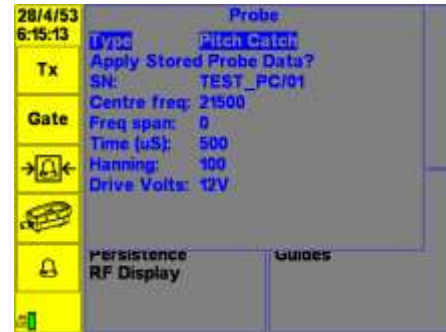 28/4/53
6:15:13
Tx
Gate
Probe
Type Pitch Catch
Apply Stored Probe Data?
SN: TEST_PC/01
Centre freq: 21500
Freq span: 0
Time (uS): 500
Hanning: 100
Drive Volts: 12V
Persistence Guides
RF Display